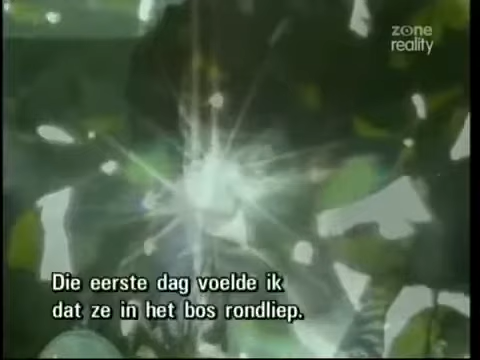 zone
reality
Die eerste dag voelde ik
dat ze in het bos rondliep.